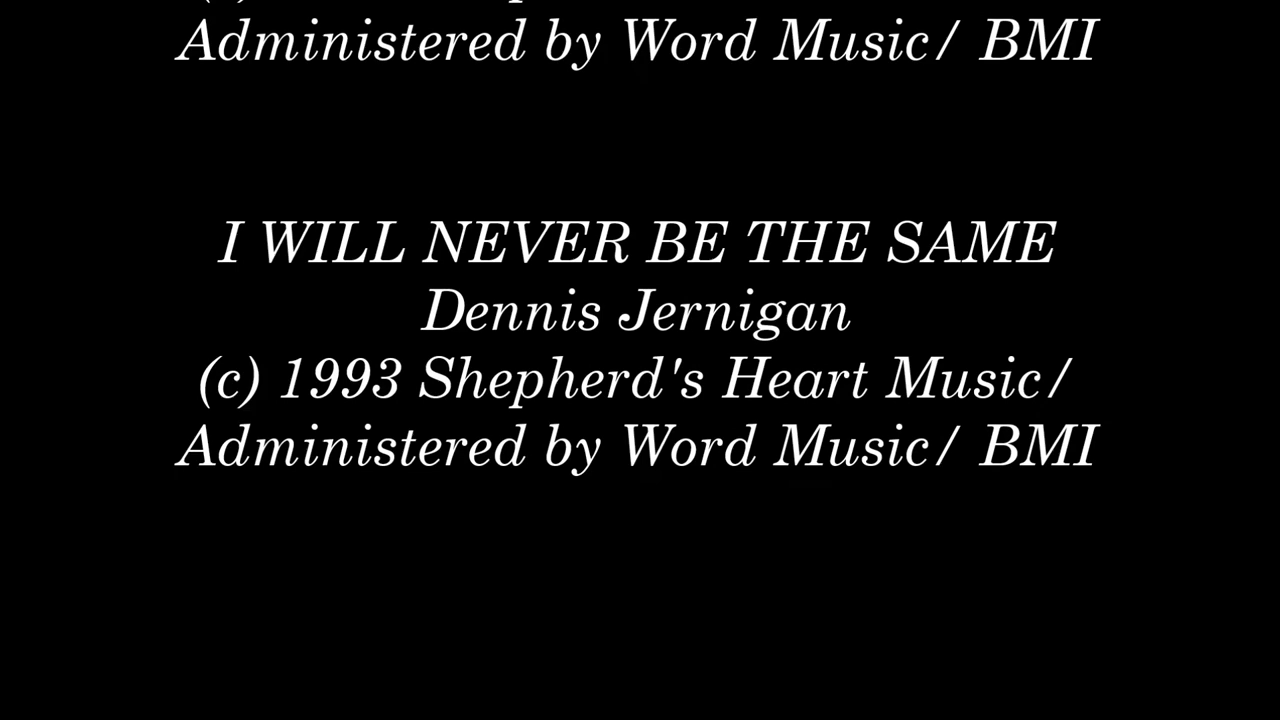 Administered by Word Music/ BMI
I WILL NEVER BE THE SAME
Dennis Jernigan
(c) 1993 Shepherd's Heart Music/
Administered by Word Music/ BMI